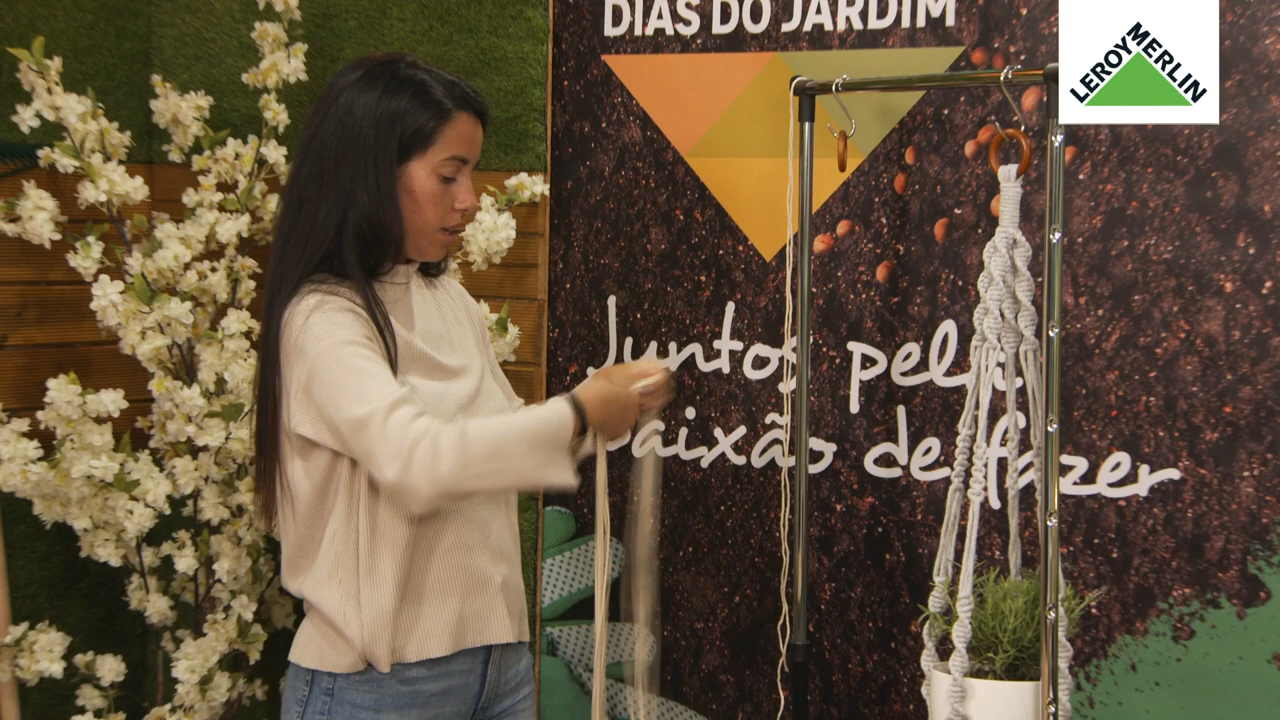 DIAS DO JARDIM
LEROY MERLIN
Juntos pela
paixão de fazer